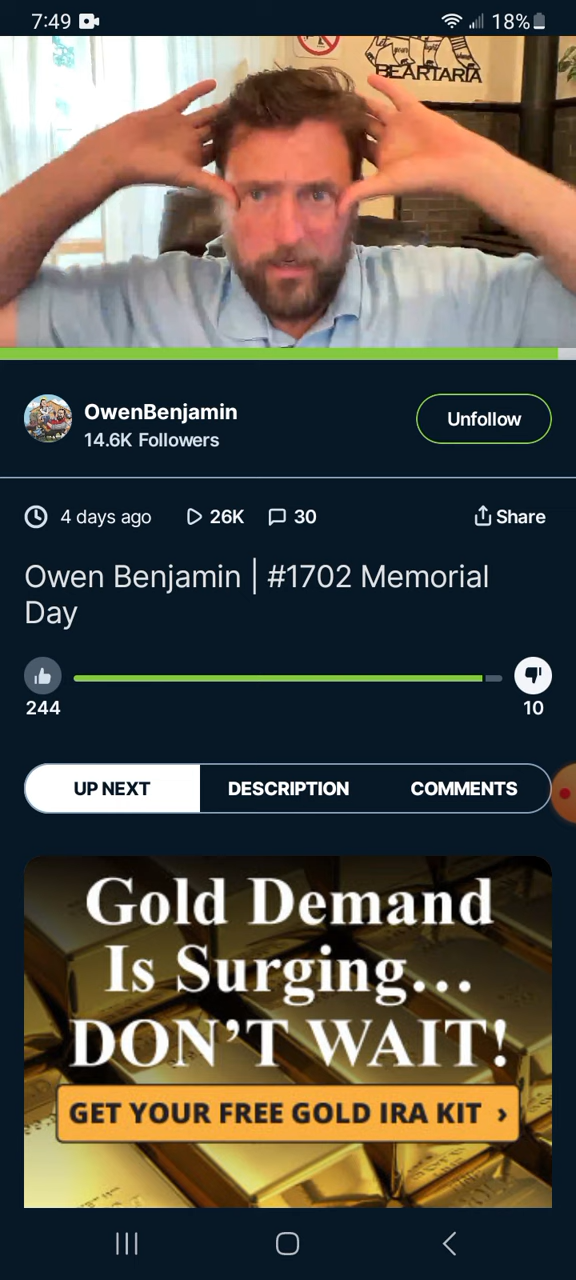 7:49 18%
BEARTARIA
OwenBenjamin
14.6K Followers
Unfollow
4 days ago 26K 30 Share
Owen Benjamin | #1702 Memorial
Day
244 10
UP NEXT DESCRIPTION COMMENTS
Gold Demand
Is Surging...
DON'T WAIT!
GET YOUR FREE GOLD IRA KIT ›